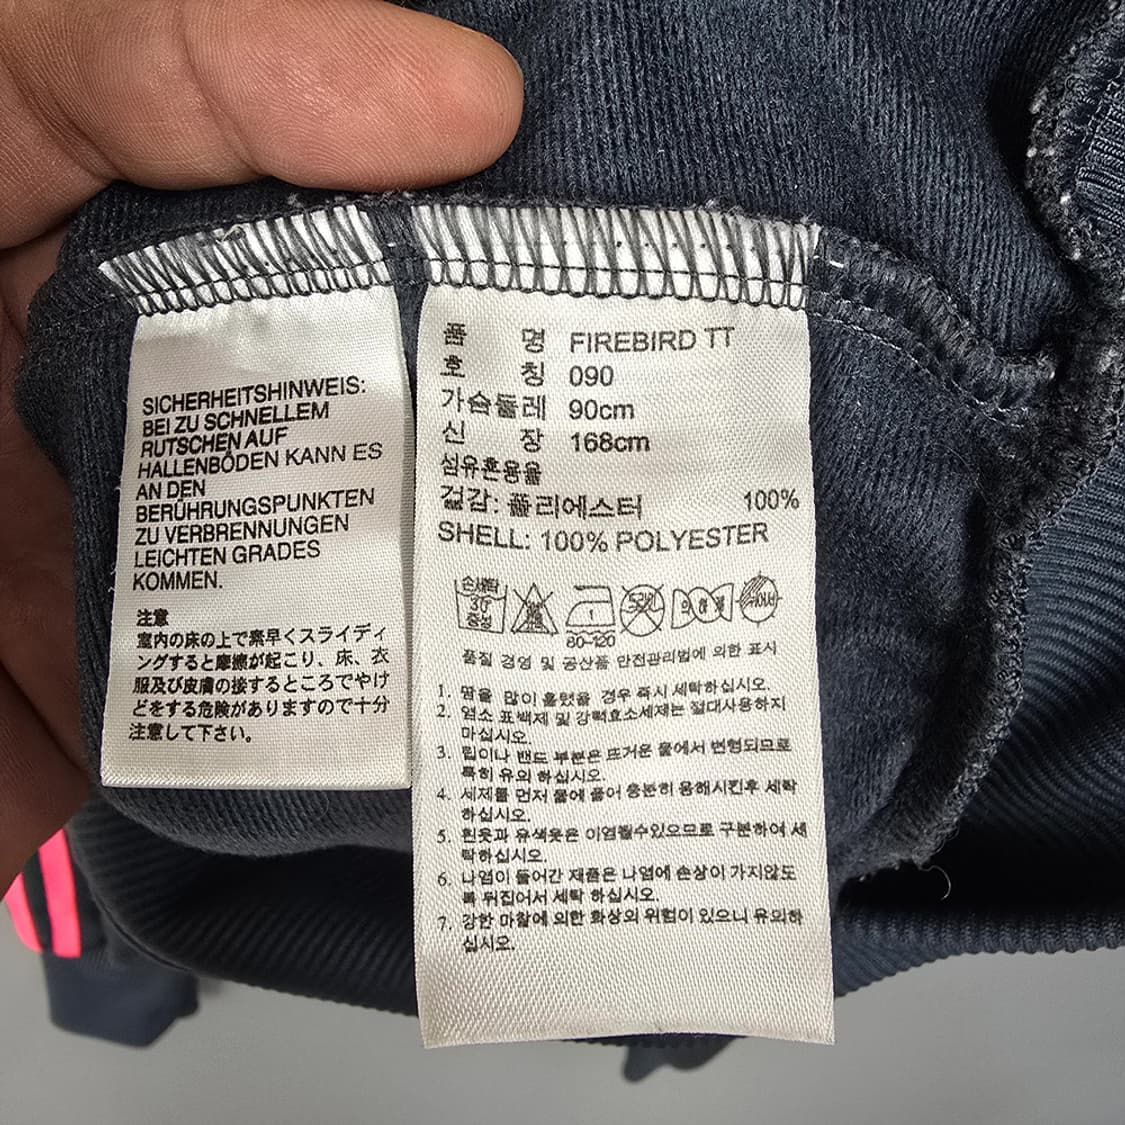 SICHERHEITSHINWEIS:
BEI ZU SCHNELLEM
RUTSCHEN AUF
HALLENBÖDEN KANN ES
AN DEN
BERÜHRUNGSPUNKTEN
ZU VERBRENNUNGEN
LEICHTEN GRADES
KOMMEN.
注意
室内の床の上で素早くスライディ
ングすると摩擦が起こり、床、衣
服及び皮膚の接するところでやけ
どをする危険がありますので十分
注意して下さい。
품 명 FIREBIRD TT
호 칭 090
가슴둘레 90cm
신 장 168cm
섬유혼용율
겉감: 폴리에스터 100%
SHELL: 100% POLYESTER
손세탁
30°
중성
1
80~120
드라이
품질 경영 및 공산품 안전관리법에 의한 표시
1. 땀을 많이 흘렸을 경우 즉시 세탁하십시오.
2. 염소 표백제 및 강력효소세제는 절대사용하지
마십시오.
3. 립이나 밴드 부분은 뜨거운 물에서 변형되므로
특히 유의 하십시오.
4. 세제를 먼저 물에 풀어 충분히 용해시킨후 세탁
하십시오.
5. 흰옷과 유색옷은 이염될수있으므로 구분하여 세
탁하십시오.
6. 나염이 들어간 제품은 나염에 손상이 가지않도
록 뒤집어서 세탁 하십시오.
7. 강한 마찰에 의한 화상의 위험이 있으니 유의하
십시오.